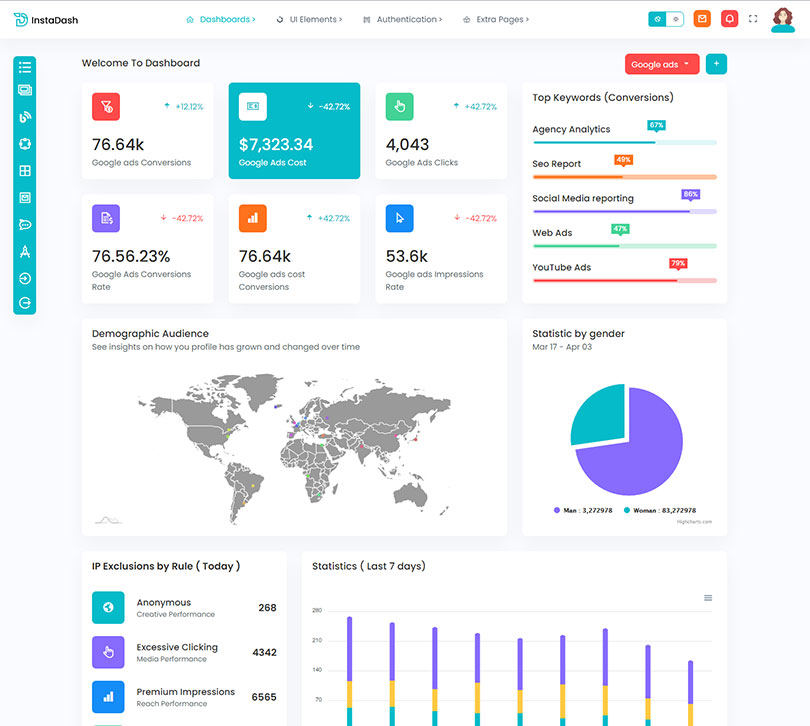 InstaDash
Dashboards
UI Elements
Authentication
Extra Pages
Welcome To Dashboard
Google ads
+
+12.12%
76.64k
Google ads Conversions
-42.72%
$7,323.34
Google Ads Cost
+42.72%
4,043
Google Ads Clicks
-42.72%
76.56.23%
Google Ads Conversions
Rate
+42.72%
76.64k
Google ads cost
Conversions
-42.72%
53.6k
Google ads Impressions
Rate
Top Keywords (Conversions)
Agency Analytics
67%
Seo Report
49%
Social Media reporting
86%
Web Ads
47%
YouTube Ads
79%
Demographic Audience
See insights on how you profile has grown and changed over time
Statistic by gender
Mar 17 - Apr 03
Man : 3,272978
Woman : 83,272978
Highcharts.com
IP Exclusions by Rule ( Today )
Anonymous
Creative Performance
268
Excessive Clicking
Media Performance
4342
Premium Impressions
Reach Performance
6565
Statistics ( Last 7 days)
280
210
140
70